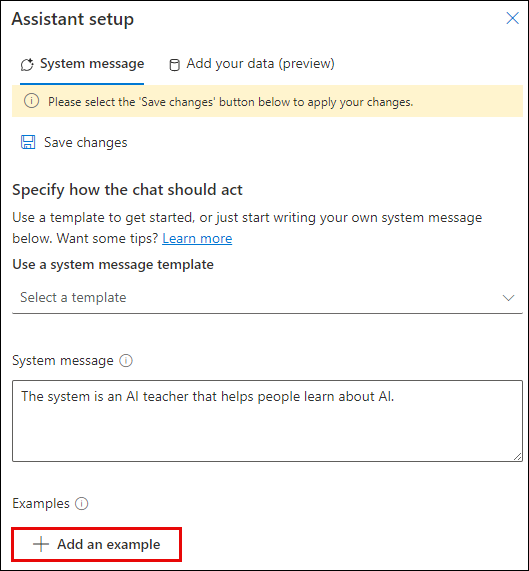 Assistant setup
System message Add your data (preview)
Please select the 'Save changes' button below to apply your changes.
Save changes
Specify how the chat should act
Use a template to get started, or just start writing your own system message
below. Want some tips? Learn more
Use a system message template
Select a template
System message
The system is an AI teacher that helps people learn about AI.
Examples
Add an example